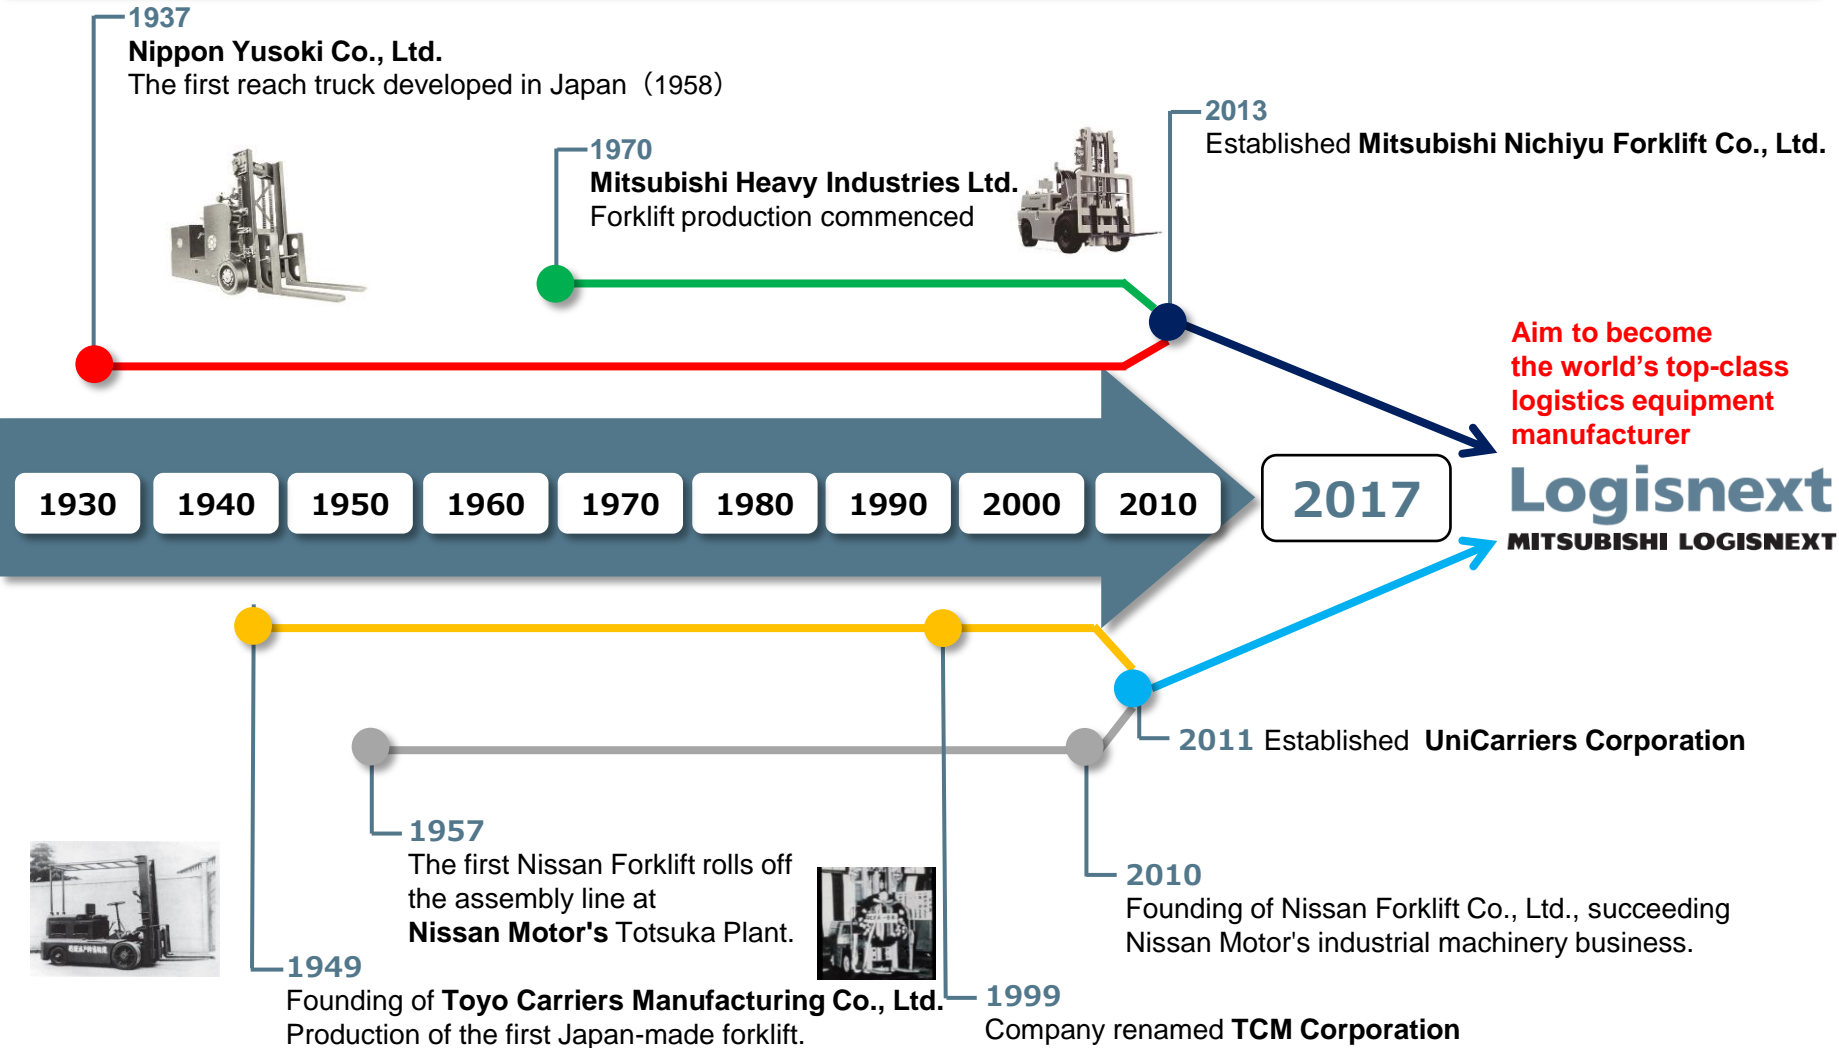 1937
Nippon Yusoki Co., Ltd.
The first reach truck developed in Japan（1958）
1970
Mitsubishi Heavy Industries Ltd.
Forklift production commenced
2013
Established Mitsubishi Nichiyu Forklift Co., Ltd.
Aim to become
the world’s top-class
logistics equipment
manufacturer
1930 1940 1950 1960 1970 1980 1990 2000 2010 2017
Logisnext
MITSUBISHI LOGISNEXT
2011 Established UniCarriers Corporation
1957
The first Nissan Forklift rolls off
the assembly line at
Nissan Motor's Totsuka Plant.
2010
Founding of Nissan Forklift Co., Ltd., succeeding
Nissan Motor's industrial machinery business.
1949
Founding of Toyo Carriers Manufacturing Co., Ltd.
Production of the first Japan-made forklift.
1999
Company renamed TCM Corporation